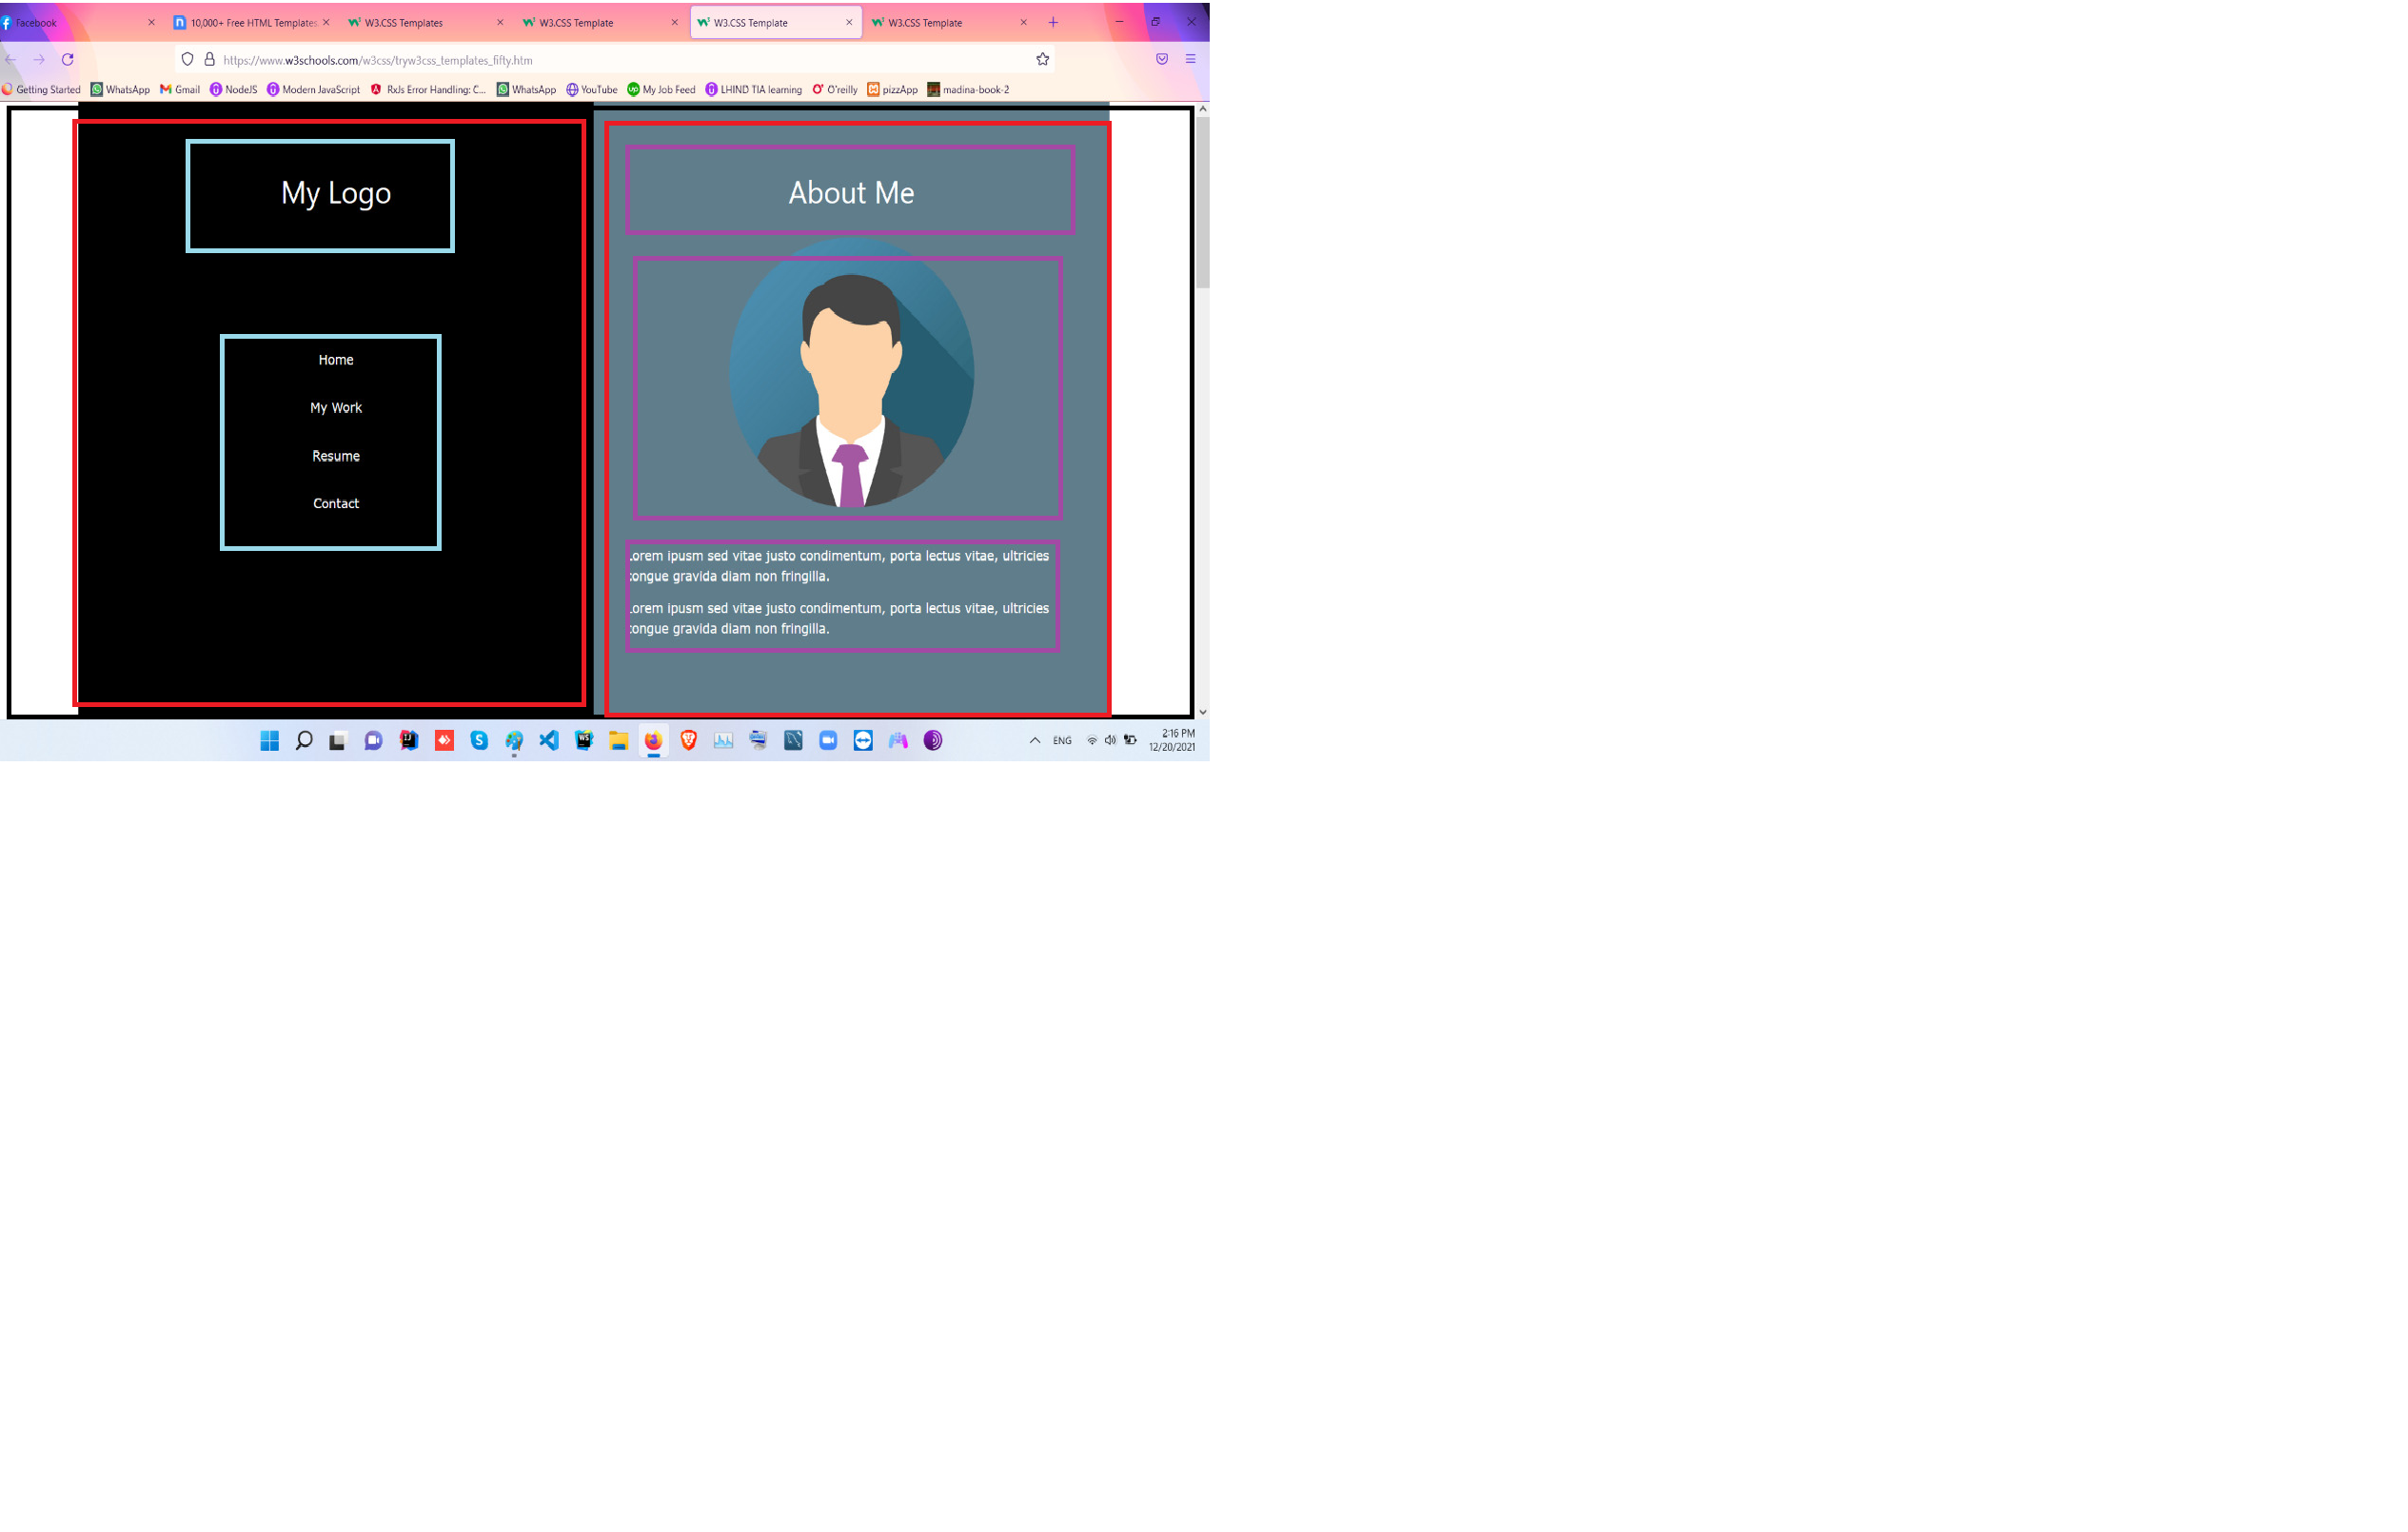 Facebook
10,000+ Free HTML Templates
W3.CSS Templates
W3.CSS Template
W3.CSS Template
W3.CSS Template
https://www.w3schools.com/w3css/tryw3css_templates_fifty.htm
Getting Started
WhatsApp
Gmail
NodeJS
Modern JavaScript
RxJs Error Handling: C...
WhatsApp
YouTube
My Job Feed
LHIND TIA learning
O'reilly
pizzApp
madina-book-2
My Logo
Home
My Work
Resume
Contact
About Me
Lorem ipusm sed vitae justo condimentum, porta lectus vitae, ultricies
congue gravida diam non fringilla.
Lorem ipusm sed vitae justo condimentum, porta lectus vitae, ultricies
congue gravida diam non fringilla.
ENG
2:16 PM
12/20/2021